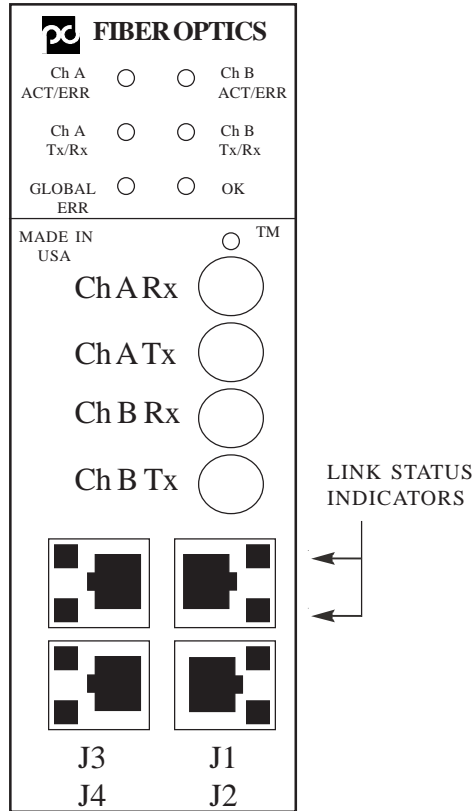 FIBER OPTICS
Ch A
ACT/ERR
Ch B
ACT/ERR
Ch A
Tx/Rx
Ch B
Tx/Rx
GLOBAL
ERR
OK
MADE IN
USA
TM
Ch A Rx
Ch A Tx
Ch B Rx
Ch B Tx
LINK STATUS
INDICATORS
J3 J1
J4 J2